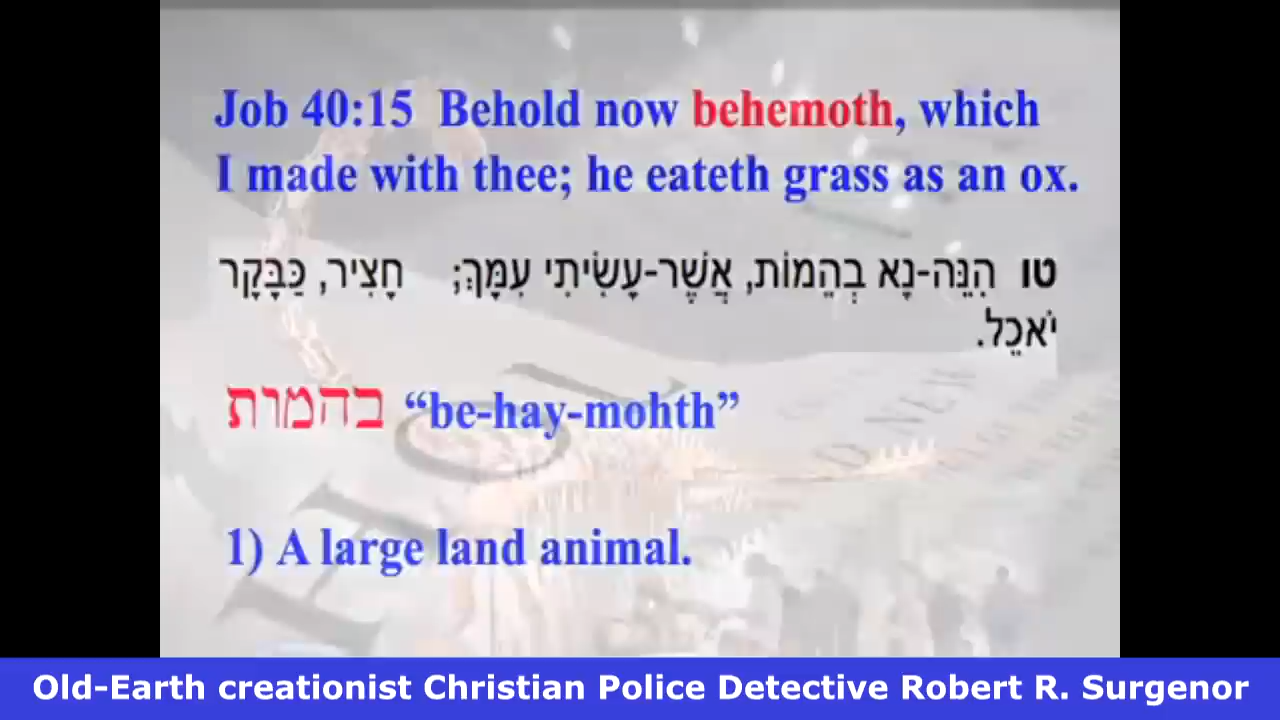 Job 40:15 Behold now behemoth, which
I made with thee; he eateth grass as an ox.
טו הִנֵּה-נָא בְהֵמוֹת, אֲשֶׁר-עָשִׂיתִי עִמָּךְ; חָצִיר, כַּבָּקָר
יֹאכֵל.
בהמות “be-hay-mohth”
1) A large land animal.
Old-Earth creationist Christian Police Detective Robert R. Surgenor